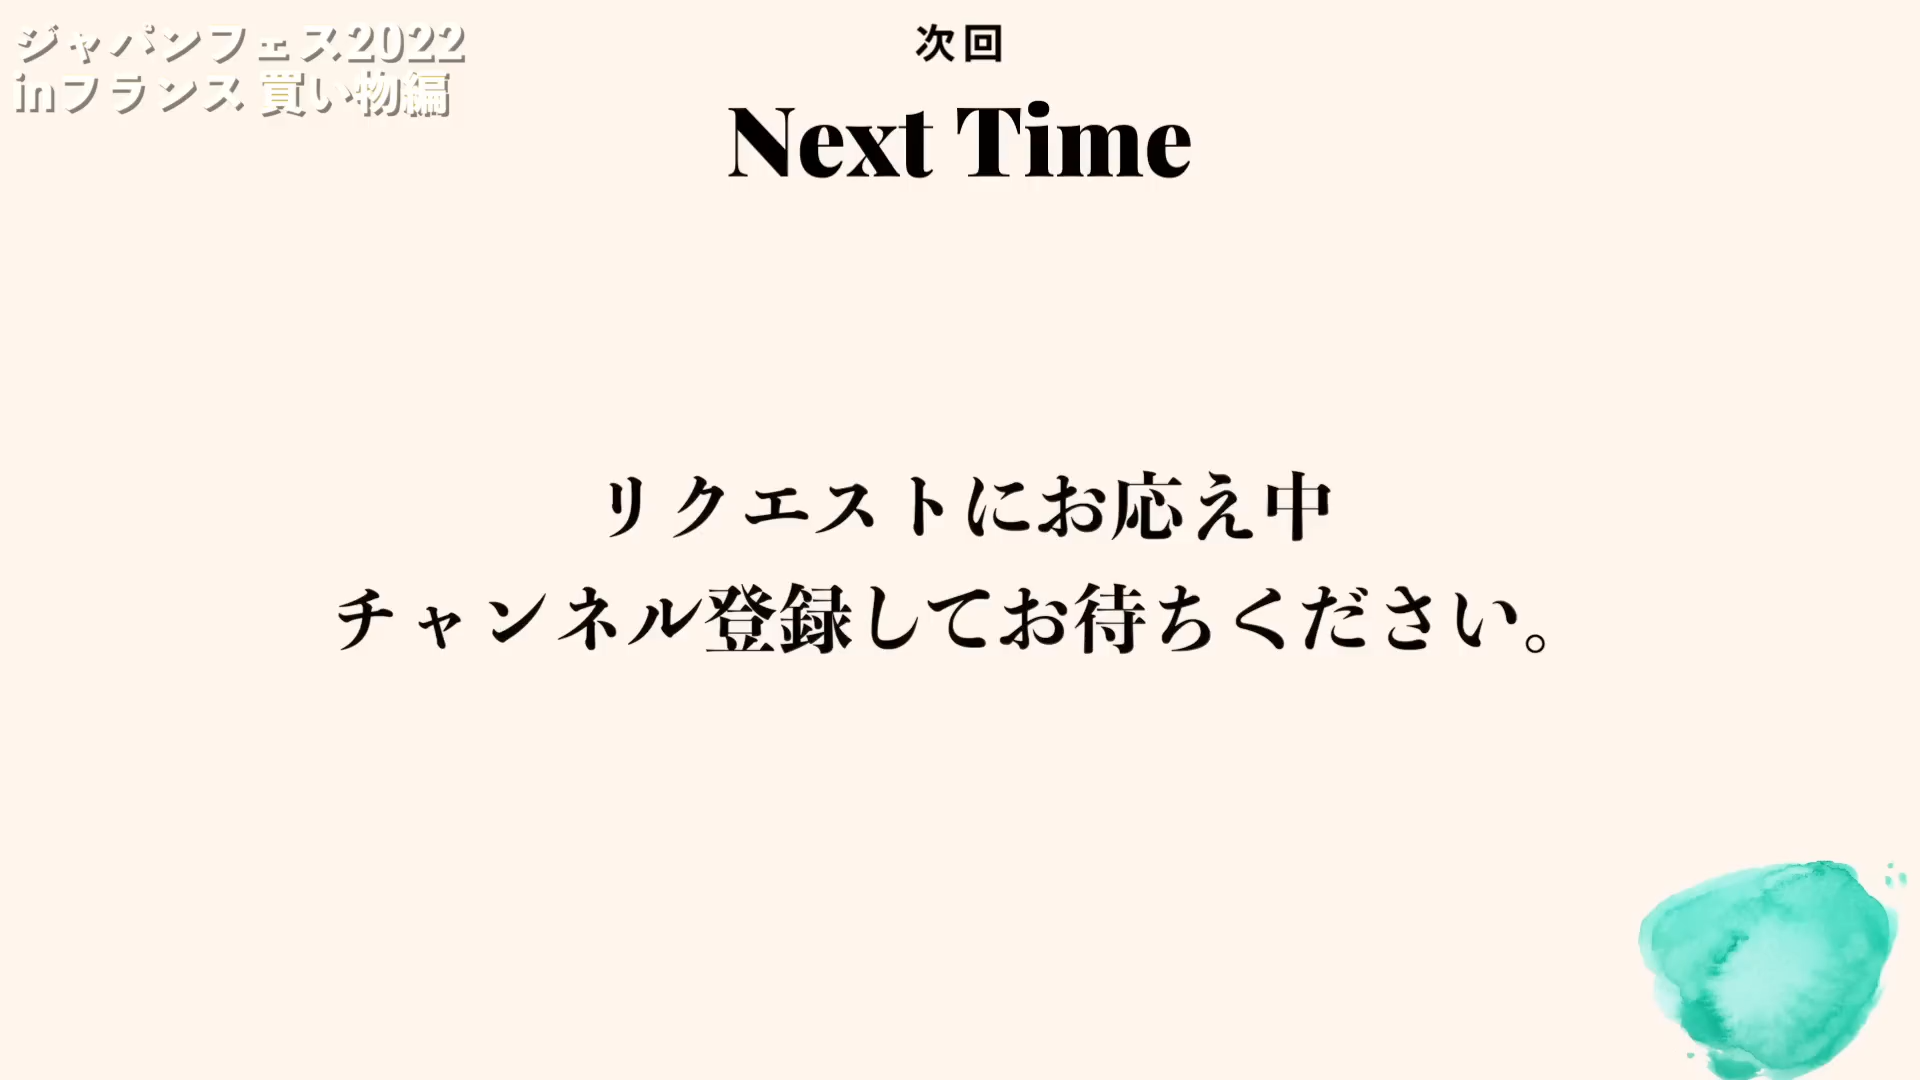 ジャパンフェス2022
inフランス 買い物編
次回
Next Time
リクエストにお応え中
チャンネル登録してお待ちください。